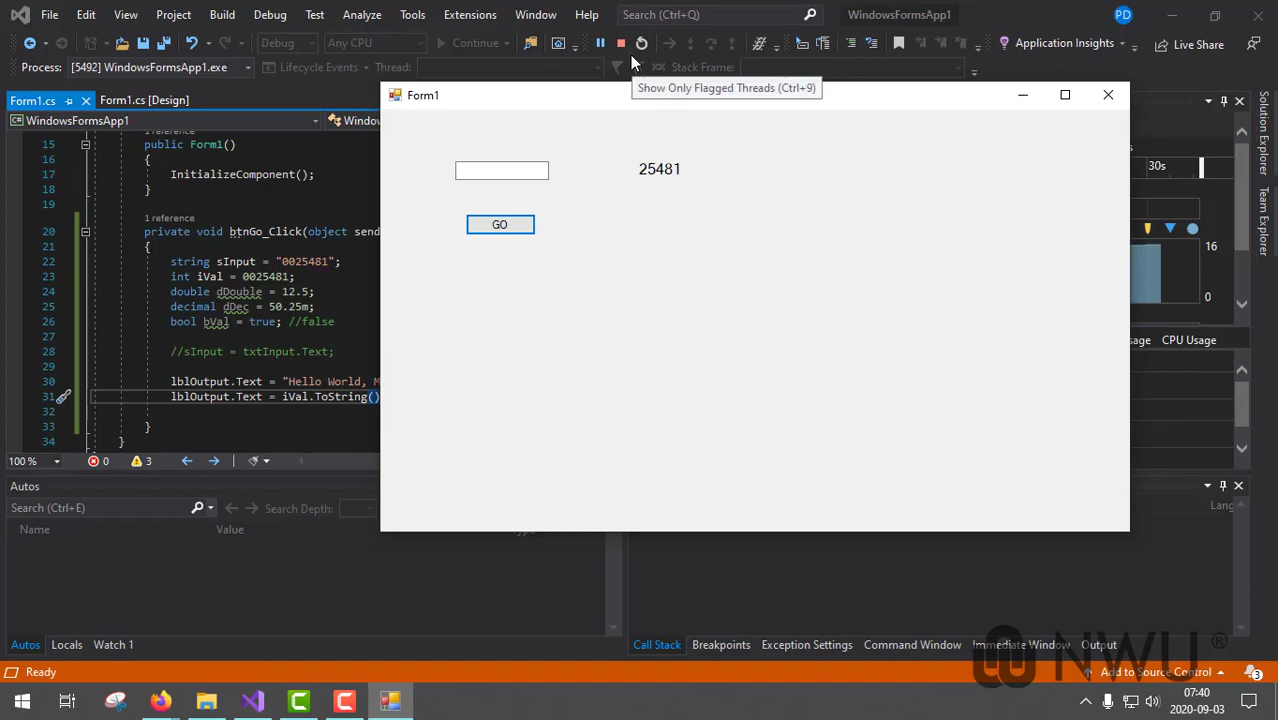 File Edit View Project Build Debug Test Analyze Tools Extensions Window Help Search (Ctrl+Q) WindowsFormsApp1 PD
Debug Any CPU Continue Application Insights Live Share
Process: [5492] WindowsFormsApp1.exe Lifecycle Events Thread: Stack Frame:
Show Only Flagged Threads (Ctrl+9)
Form1.cs Form1.cs [Design]
Form1
WindowsFormsApp1
15 public Form1()
16 {
17 InitializeComponent();
18 }
19
1 reference
20 private void btnGo_Click(object send
21 {
22 string sInput = "0025481";
23 int iVal = 0025481;
24 double dDouble = 12.5;
25 decimal dDec = 50.25m;
26 bool bVal = true; //false
27
28 //sInput = txtInput.Text;
29
30 lblOutput.Text = "Hello World, M
31 lblOutput.Text = iVal.ToString()
32
33 }
34 }
25481
GO
30s
16
0
CPU Usage
Solution Explorer
Team Explorer
100 % 0 3
Autos
Search (Ctrl+E) Search Depth:
Name Value
Autos Locals Watch 1
Call Stack Breakpoints Exception Settings Command Window Immediate Window Output
NWU®
Ready Add to Source Control 3
07:40
2020-09-03